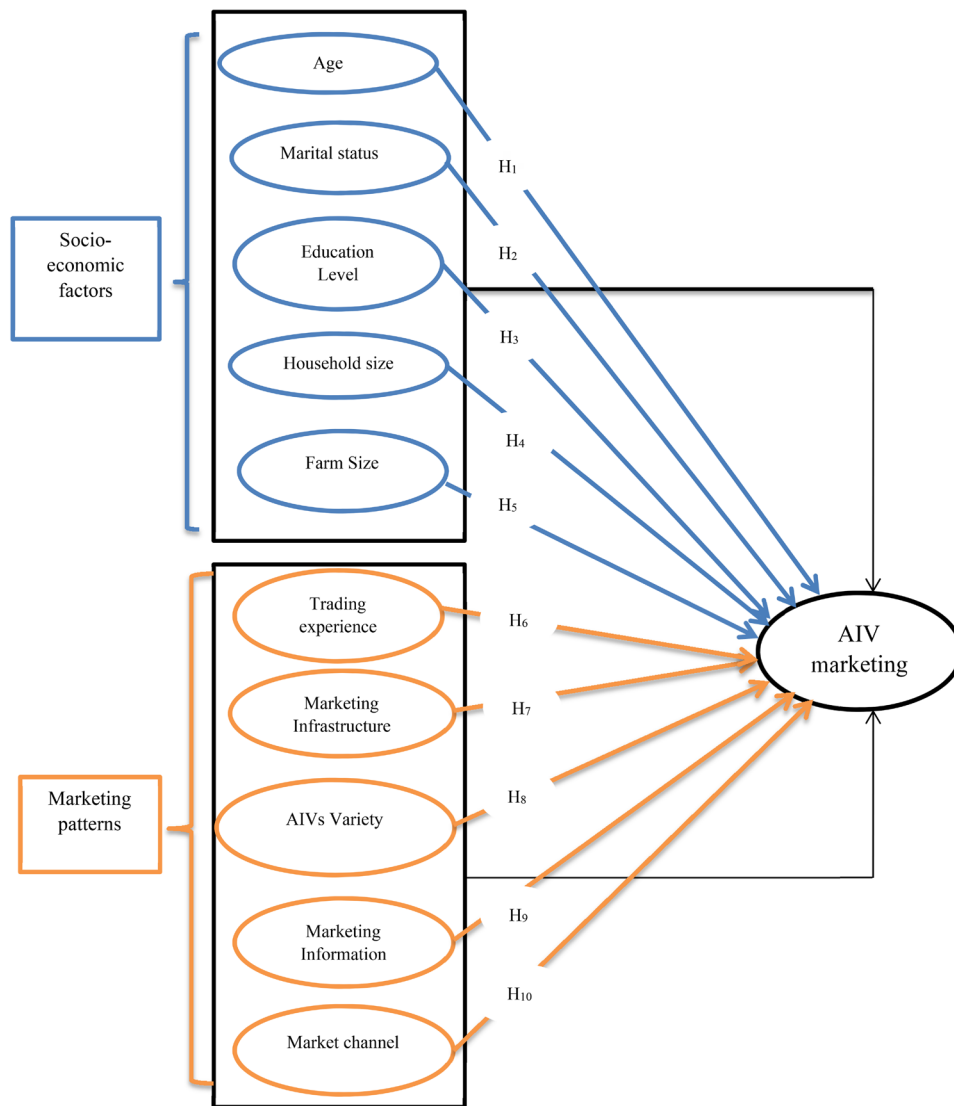 Socio-
economic
factors
Age
Marital status
Education
Level
Household size
Farm Size
H1
H2
H3
H4
H5
Marketing
patterns
Trading
experience
Marketing
Infrastructure
AIVs Variety
Marketing
Information
Market channel
H6
H7
H8
H9
H10
AIV
marketing